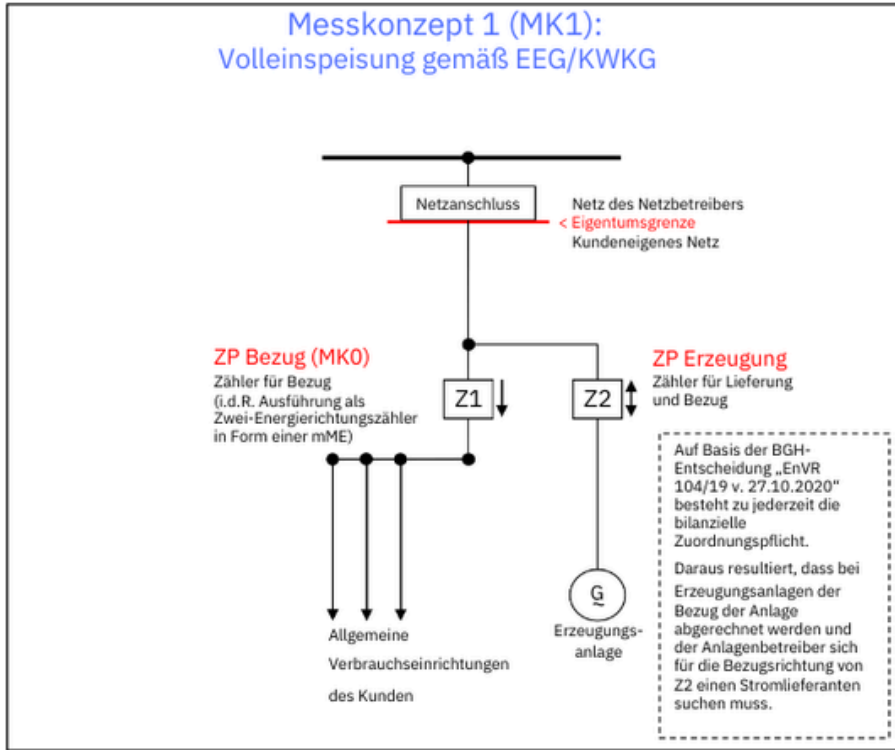 Messkonzept 1 (MK1):
Volleinspeisung gemäß EEG/KWKG
Netzanschluss
Netz des Netzbetreibers
< Eigentumsgrenze
Kundeneigenes Netz
ZP Bezug (MK0)
Zähler für Bezug
(i.d.R. Ausführung als
Zwei-Energierichtungszähler
in Form einer mME)
Z1
Z2
ZP Erzeugung
Zähler für Lieferung
und Bezug
Auf Basis der BGH-
Entscheidung „EnVR
104/19 v. 27.10.2020"
besteht zu jederzeit die
bilanzielle
Zuordnungspflicht.
Daraus resultiert, dass bei
Erzeugungsanlagen der
Bezug der Anlage
abgerechnet werden und
der Anlagenbetreiber sich
für die Bezugsrichtung von
Z2 einen Stromlieferanten
suchen muss.
G
~
Erzeugungs-
anlage
Allgemeine
Verbrauchseinrichtungen
des Kunden